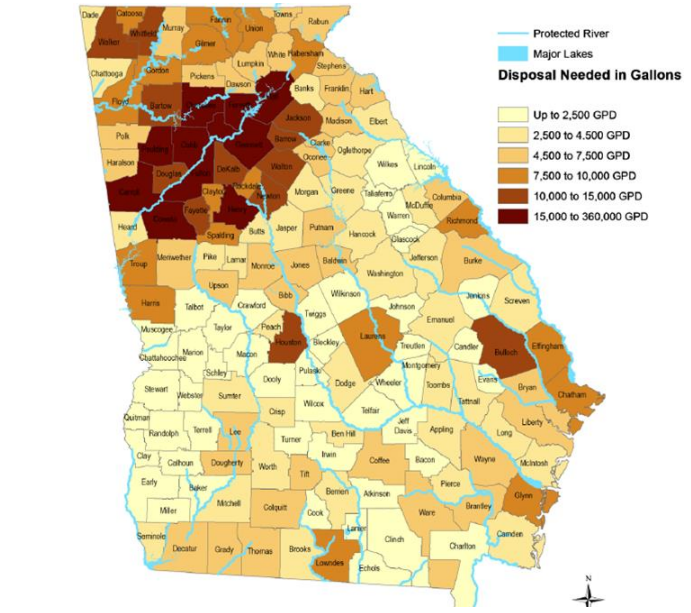 Dade
Catoosa
Towns
Rabun
Fannin
Union
Whitfield
Murray
Walker
Gilmer
White
Habersham
Lumpkin
Stephens
Chattooga
Gordon
Pickens
Dawson
Banks
Franklin
Hart
Floyd
Bartow
Jackson
Madison
Elbert
Polk
Barrow
Clarke
Paulding
Cobb
Oconee
Oglethorpe
Wilkes
Lincoln
Haralson
DeKalb
Walton
Douglas
Rockdale
Clayton
Newton
Morgan
Greene
Taliaferro
Columbia
McDuffie
Carroll
Fayette
Henry
Warren
Richmond
Heard
Coweta
Spalding
Butts
Jasper
Putnam
Hancock
Glascock
Troup
Meriwether
Pike
Lamar
Monroe
Jones
Baldwin
Jefferson
Burke
Washington
Upson
Harris
Talbot
Crawford
Bibb
Wilkinson
Jenkins
Screven
Twiggs
Johnson
Emanuel
Muscogee
Taylor
Peach
Houston
Bleckley
Laurens
Treutlen
Candler
Bulloch
Effingham
Chattahoochee
Marion
Macon
Schley
Pulaski
Dooly
Montgomery
Wheeler
Dodge
Toombs
Evans
Bryan
Chatham
Stewart
Webster
Sumter
Wilcox
Telfair
Tattnall
Liberty
Quitman
Crisp
Jeff
Davis
Appling
Long
Randolph
Terrell
Lee
Turner
Ben Hill
Irwin
Coffee
Bacon
Wayne
McIntosh
Clay
Calhoun
Dougherty
Worth
Tift
Pierce
Early
Baker
Mitchell
Colquitt
Berrien
Atkinson
Cook
Ware
Brantley
Glynn
Miller
Lanier
Clinch
Charlton
Camden
Seminole
Decatur
Grady
Thomas
Brooks
Lowndes
Echols
Protected River
Major Lakes
Disposal Needed in Gallons
Up to 2,500 GPD
2,500 to 4.500 GPD
4,500 to 7,500 GPD
7,500 to 10,000 GPD
10,000 to 15,000 GPD
15,000 to 360,000 GPD
N